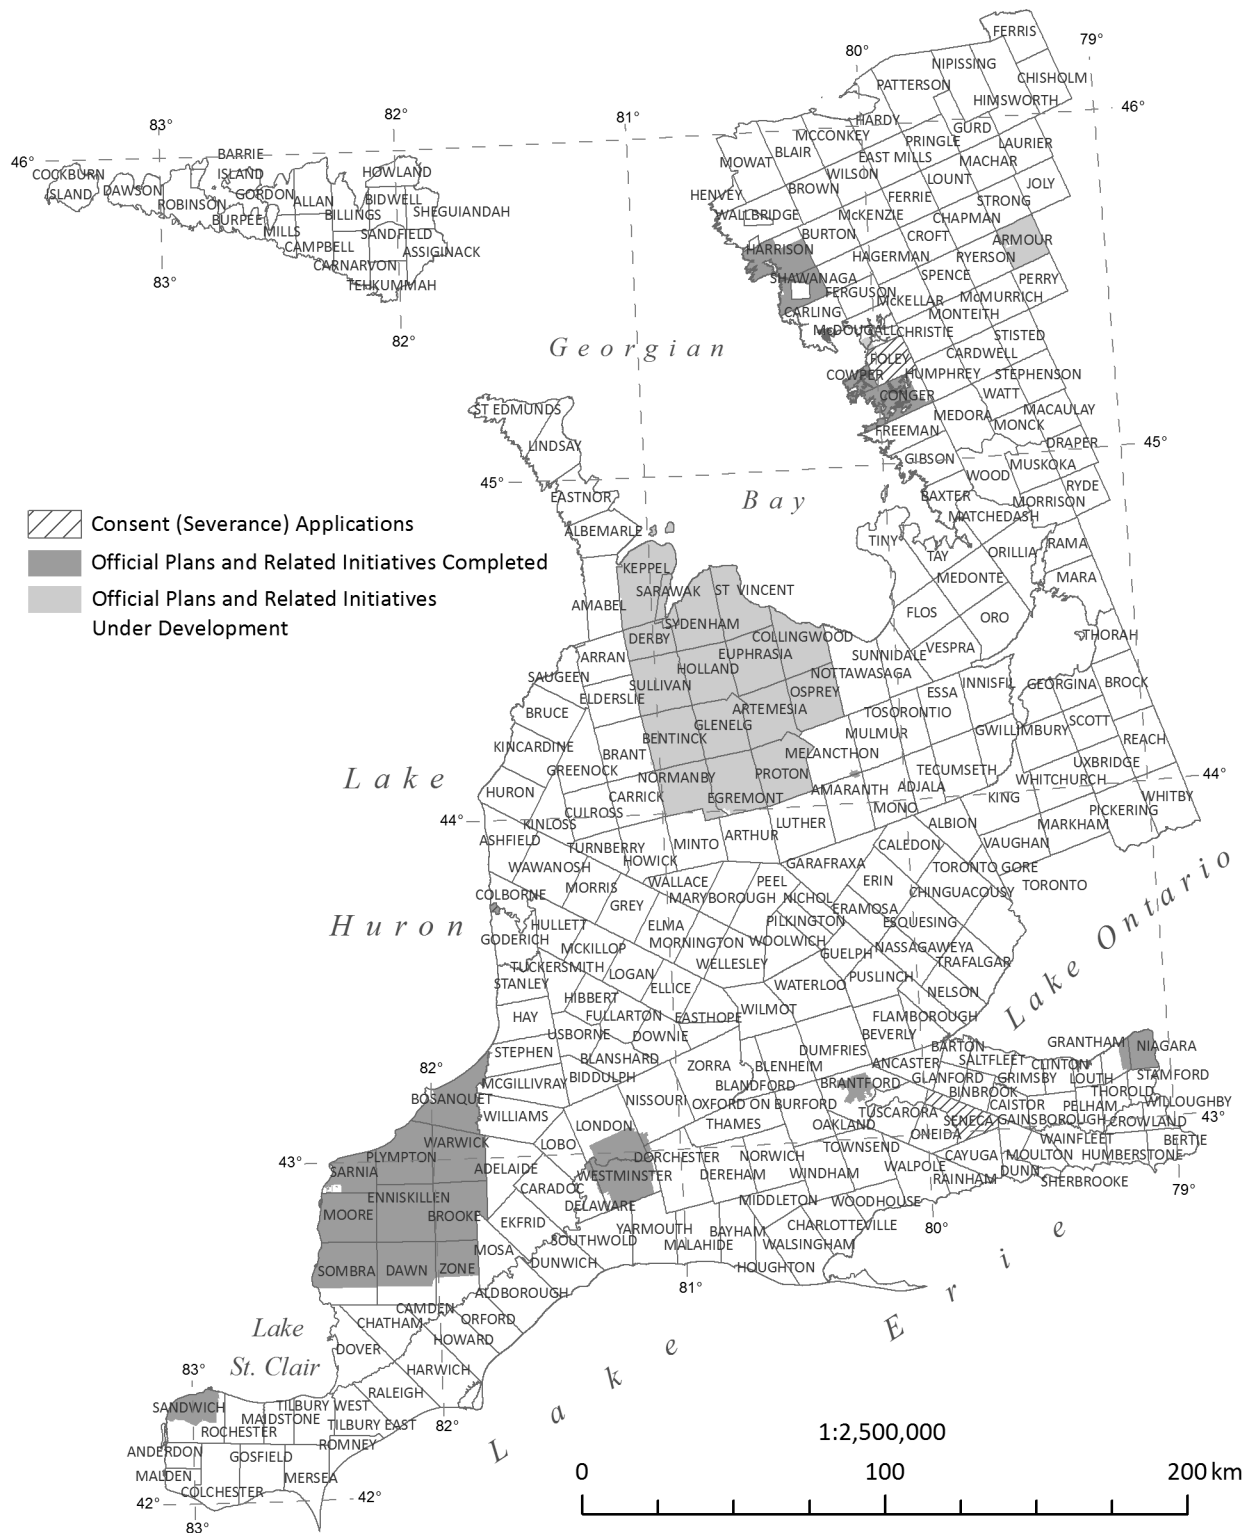 FERRIS
79°
80°
NIPISSING
PATTERSON
CHISHOLM
HIMSWORTH
46°
82°
81°
83°
HARDY
GURD
MCCONKEY
PRINGLE
LAURIER
BLAIR
EAST MILLS
MACHAR
46°
BARRIE
ISLAND
HOWLAND
MOWAT
WILSON
LOUNT
JOLY
COCKBURN
ISLAND
DAWSON
GORDON
ALLAN
BIDWELL
HENVEY
BROWN
FERRIE
STRONG
ROBINSON
BURPEE
BILLINGS
SHEGUIANDAH
WALLBRIDGE
McKENZIE
CHAPMAN
MILLS
SANDFIELD
BURTON
CROFT
ARMOUR
CAMPBELL
ASSIGINACK
HARRISON
HAGERMAN
RYERSON
CARNARVON
SPENCE
PERRY
83°
TEHKUMMAH
SHAWANAGA
FERGUSON
McKELLAR
McMURRICH
CARLING
MONTEITH
82°
McDOUGALL
CHRISTIE
STISTED
Georgian
FOLEY
CARDWELL
COWPER
HUMPHREY
STEPHENSON
CONGER
WATT
ST EDMUNDS
MEDORA
MACAULAY
MONCK
FREEMAN
DRAPER
45°
LINDSAY
GIBSON
WOOD
MUSKOKA
45°
RYDE
EASTNOR
Bay
BAXTER
MORRISON
MATCHEDASH
Consent (Severance) Applications
ALBEMARLE
TINY
TAY
ORILLIA
RAMA
Official Plans and Related Initiatives Completed
KEPPEL
MEDONTE
MARA
Official Plans and Related Initiatives
Under Development
SARAWAK
ST VINCENT
AMABEL
FLOS
ORO
SYDENHAM
DERBY
COLLINGWOOD
THORAH
ARRAN
EUPHRASIA
SUNNIDALE
VESPRA
HOLLAND
NOTTAWASAGA
SAUGEEN
SULLIVAN
OSPREY
ESSA
INNISFIL
GEORGINA
BROCK
ELDERSLIE
ARTEMESIA
TOSORONTIO
BRUCE
GLENELG
GWILLIMBURY
SCOTT
BENTINCK
MULMUR
REACH
KINCARDINE
BRANT
MELANCTHON
UXBRIDGE
GREENOCK
NORMANBY
PROTON
TECUMSETH
WHITCHURCH
44°
Lake
HURON
CARRICK
EGREMONT
AMARANTH
ADJALA
KING
WHITBY
CULROSS
MONO
PICKERING
44°
KINLOSS
LUTHER
ALBION
MARKHAM
ASHFIELD
TURNBERRY
MINTO
ARTHUR
CALEDON
VAUGHAN
WAWANOSH
HOWICK
GARAFRAXA
TORONTO GORE
COLBORNE
MORRIS
WALLACE
PEEL
ERIN
TORONTO
GREY
MARYBOROUGH
NICHOL
CHINGUACOUSY
Huron
HULLETT
ELMA
PILKINGTON
ERAMOSA
ESQUESING
GODERICH
MCKILLOP
MORNINGTON
WOOLWICH
GUELPH
NASSAGAWEYA
TUCKERSMITH
LOGAN
WELLESLEY
TRAFALGAR
STANLEY
ELLICE
WATERLOO
PUSLINCH
NELSON
Lake Ontario
HIBBERT
HAY
FULLARTON
EASTHOPE
WILMOT
FLAMBOROUGH
USBORNE
DOWNIE
BEVERLY
STEPHEN
DUMFRIES
BARTON
GRANTHAM
NIAGARA
BLANSHARD
ZORRA
BLENHEIM
ANCASTER
SALTFLEET
CLINTON
82°
MCGILLIVRAY
BIDDULPH
BLANDFORD
BRANTFORD
GLANFORD
GRIMSBY
LOUTH
STAMFORD
BOSANQUET
NISSOURI
BINBROOK
THOROLD
WILLIAMS
OXFORD ON BURFORD
TUSCARORA
CAISTOR
PELHAM
WILLOUGHBY
LONDON
THAMES
OAKLAND
SENECA
GAINSBOROUGH
CROWLAND
43°
WARWICK
LOBO
ONEIDA
WAINFLEET
BERTIE
43°
PLYMPTON
DORCHESTER
NORWICH
TOWNSEND
CAYUGA
MOULTON
HUMBERSTONE
SARNIA
ADELAIDE
WESTMINSTER
DEREHAM
WINDHAM
WALPOLE
DUNN
ENNISKILLEN
CARADOC
RAINHAM
SHERBROOKE
79°
MOORE
BROOKE
DELAWARE
MIDDLETON
WOODHOUSE
EKFRID
YARMOUTH
BAYHAM
CHARLOTTEVILLE
80°
MOSA
SOUTHWOLD
MALAHIDE
WALSINGHAM
SOMBRA
DAWN
ZONE
DUNWICH
HOUGHTON
81°
ALDBOROUGH
CAMDEN
Lake
St. Clair
CHATHAM
ORFORD
HOWARD
Lake Erie
DOVER
83°
HARWICH
RALEIGH
SANDWICH
TILBURY WEST
MAIDSTONE
TILBURY EAST
82°
ROCHESTER
ROMNEY
1:2,500,000
ANDERDON
GOSFIELD
MALDEN
MERSEA
0 100 200 km
COLCHESTER
42°
42°
83°